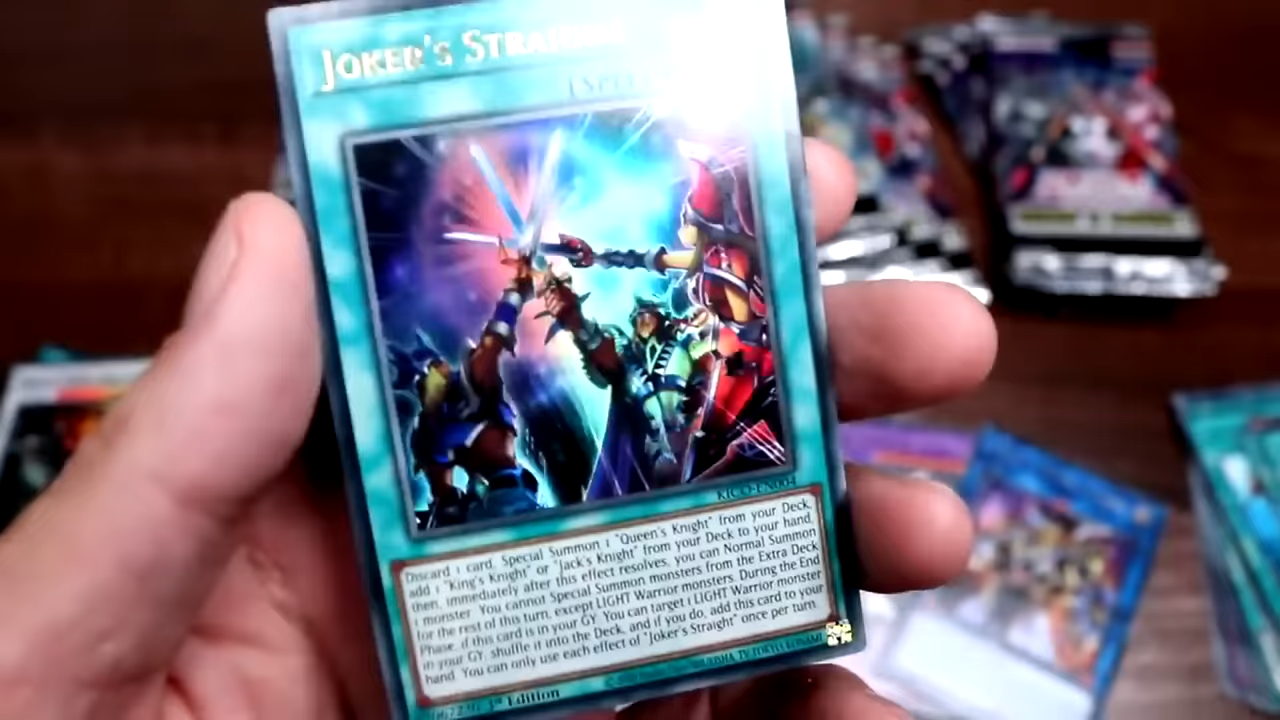 JOKER'S
KICO-EN004
Discard 1 card, Special Summon 1 "Queen's Knight" from your Deck,
add 1 "King's Knight" or "Jack's Knight" from your Deck to your hand,
then, immediately after this effect resolves, you can Normal Summon
1 monster. You cannot Special Summon monsters from the Extra Deck
for the rest of this turn, except LIGHT Warrior monsters. During the End
Phase, if this card is in your GY: You can target 1 LIGHT Warrior monster
in your GY; shuffle it into the Deck, and if you do, add this card to your
hand. You can only use each effect of "Joker's Straight" once per turn.
1st Edition
TV TOKYO, KONAMI